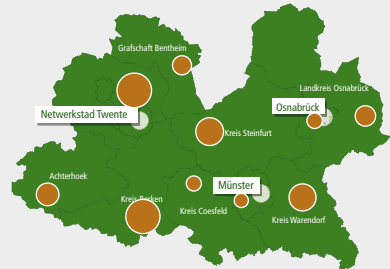 Grafschaft Bentheim
Landkreis Osnabrück
Osnabrück
Netwerkstad Twente
Kreis Steinfurt
Achterhoek
Münster
Kreis Borken
Kreis Coesfeld
Kreis Warendorf